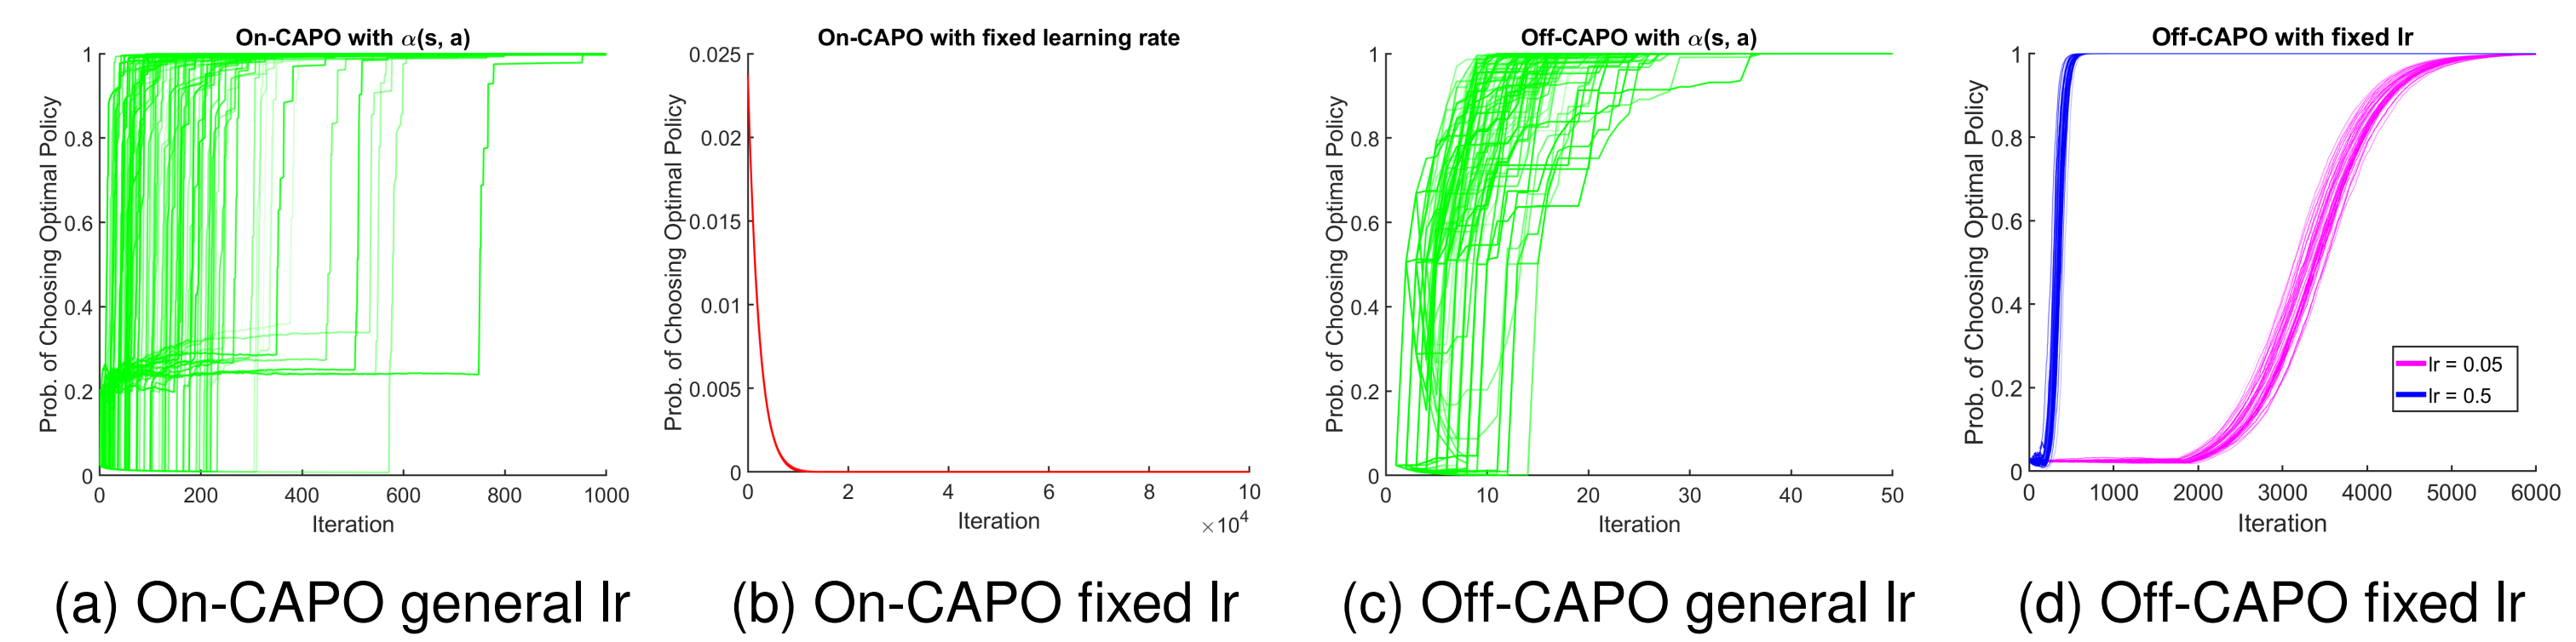 On-CAPO with α(s, a)
Prob. of Choosing Optimal Policy
1
0.8
0.6
0.4
0.2
0
0 200 400 600 800 1000
Iteration
(a) On-CAPO general lr
On-CAPO with fixed learning rate
Prob. of Choosing Optimal Policy
0.025
0.02
0.015
0.01
0.005
0
0 2 4 6 8 10
Iteration
×10⁴
(b) On-CAPO fixed lr
Off-CAPO with α(s, a)
Prob. of Choosing Optimal Policy
1
0.8
0.6
0.4
0.2
0
0 10 20 30 40 50
Iteration
(c) Off-CAPO general lr
Off-CAPO with fixed lr
Prob. of Choosing Optimal Policy
1
0.8
0.6
0.4
0.2
0
lr = 0.05
lr = 0.5
0 1000 2000 3000 4000 5000 6000
Iteration
(d) Off-CAPO fixed lr